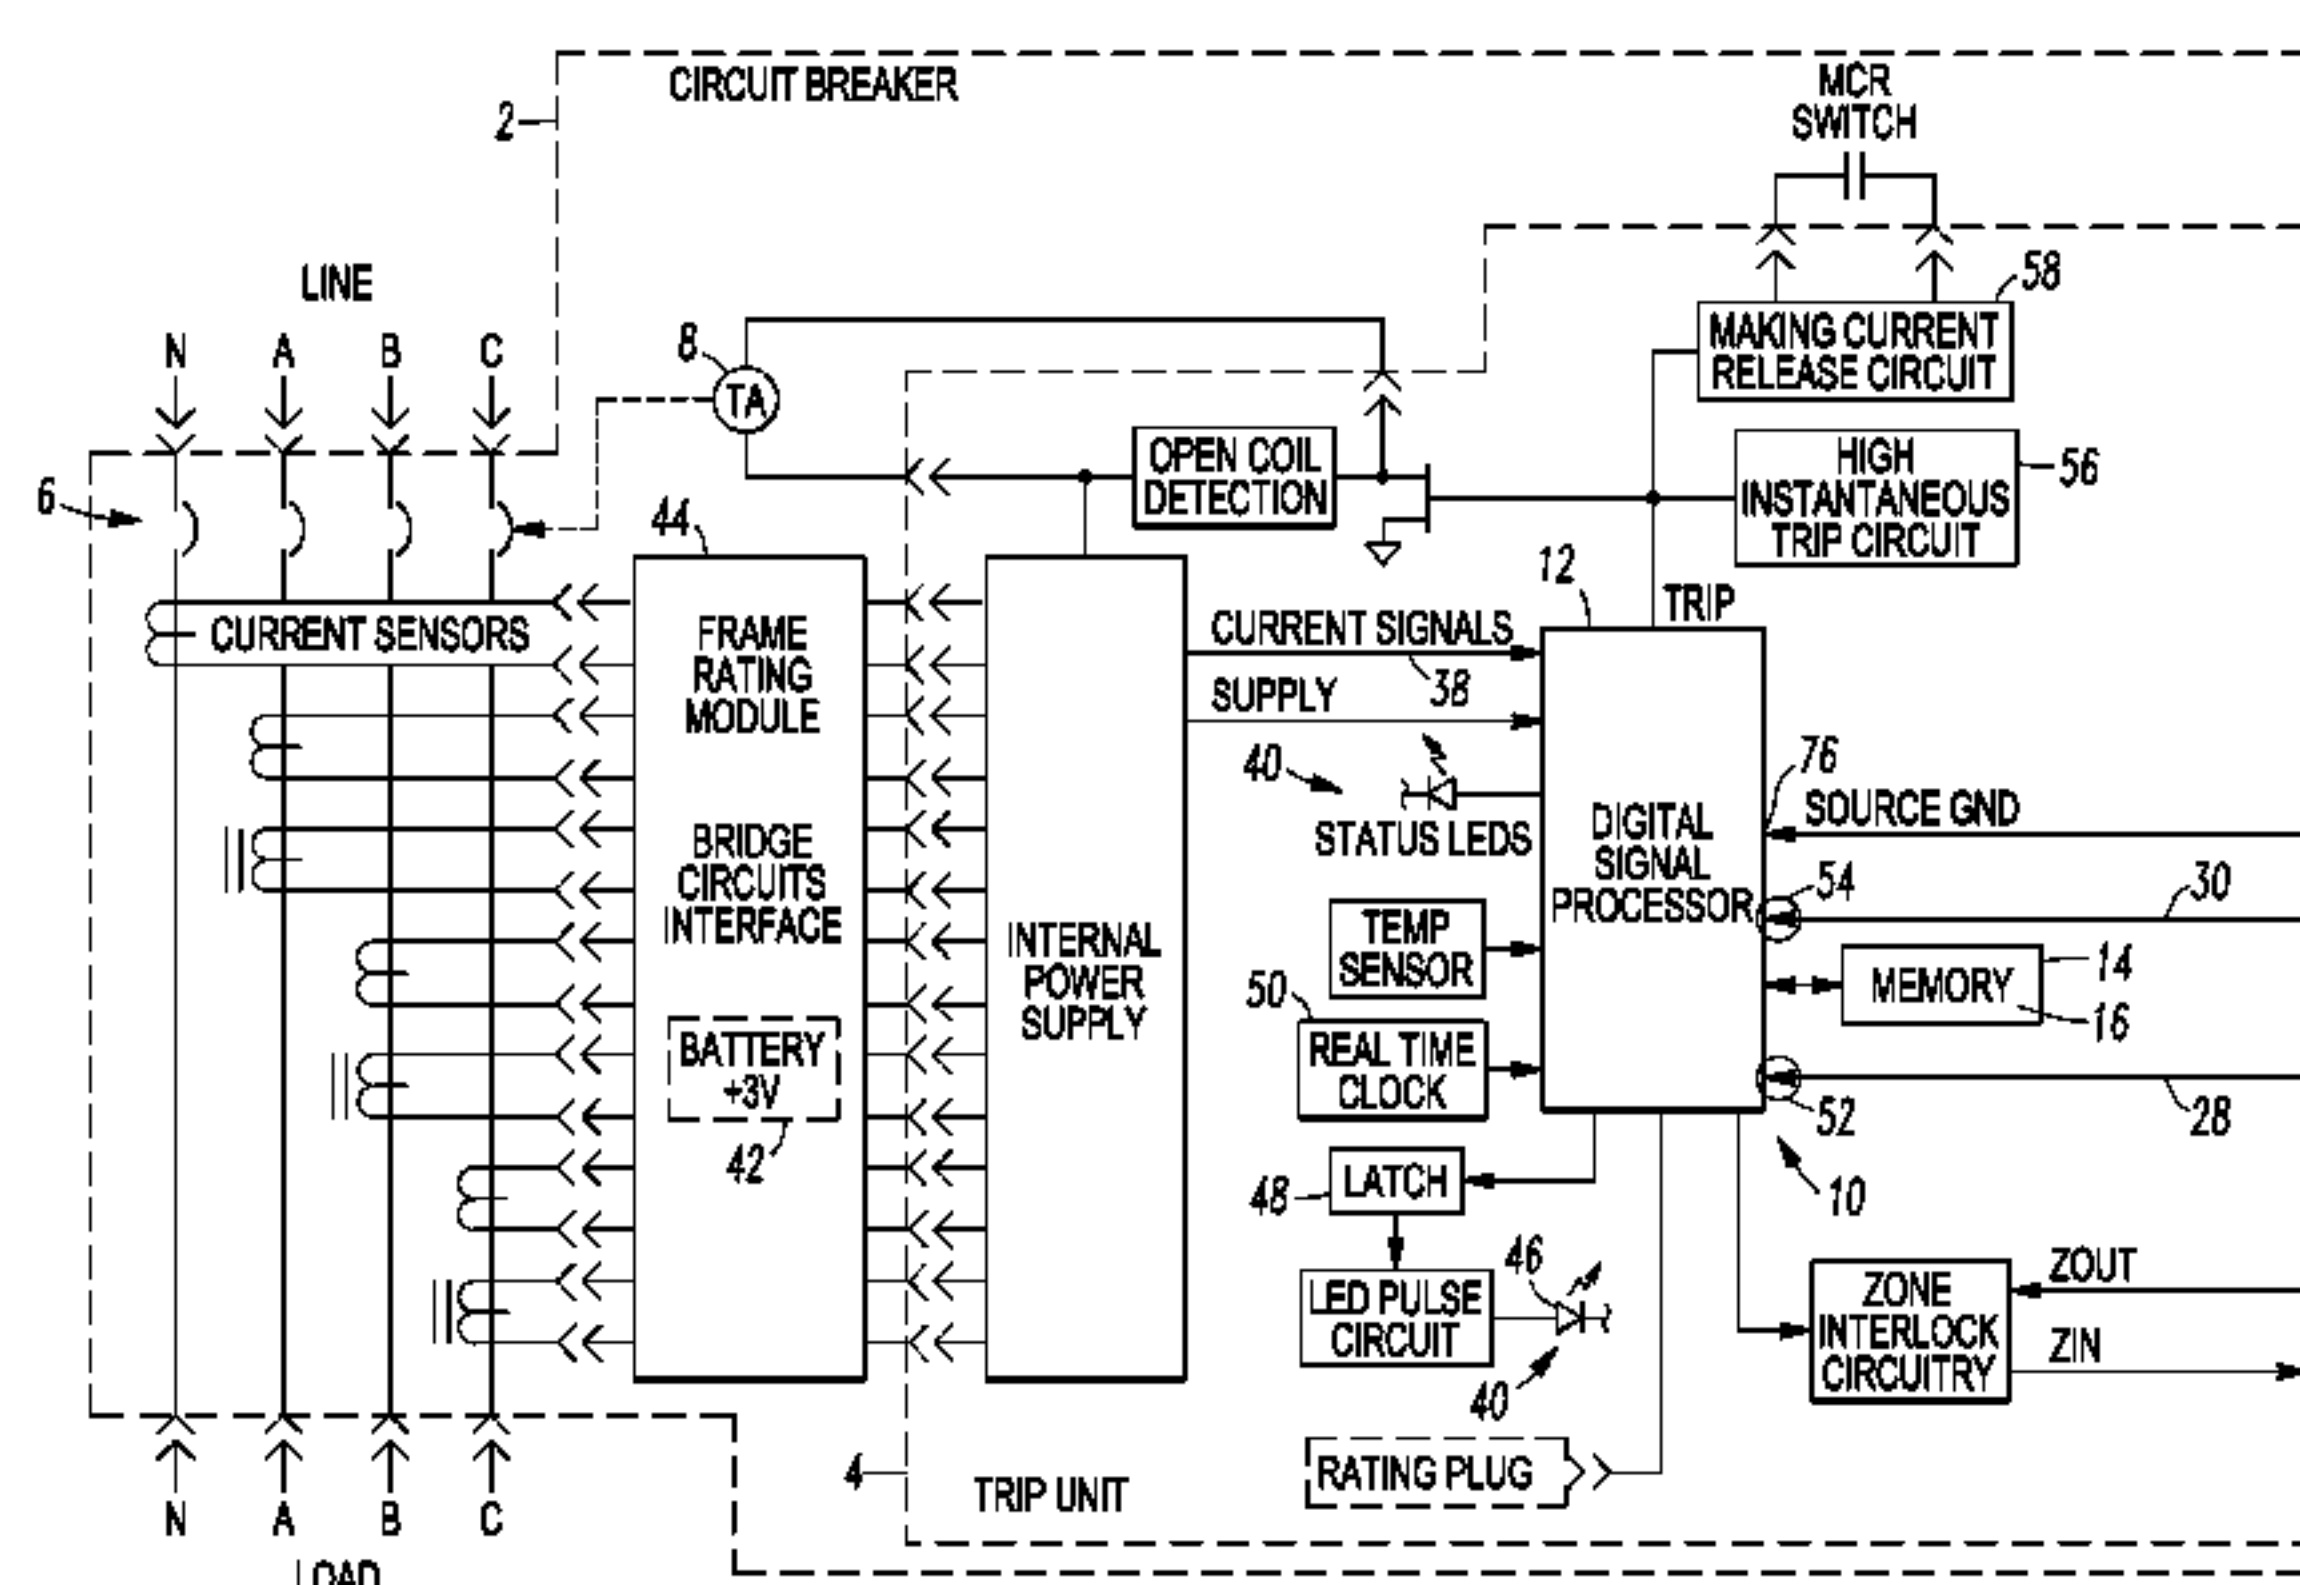 CIRCUIT BREAKER
2
MCR
SWITCH
LINE
N A B C
8
TA
58
MAKING CURRENT
RELEASE CIRCUIT
OPEN COIL
DETECTION
HIGH
INSTANTANEOUS
TRIP CIRCUIT
56
6
44
12
TRIP
CURRENT SENSORS
FRAME
RATING
MODULE
CURRENT SIGNALS
38
SUPPLY
40
STATUS LEDS
76
SOURCE GND
BRIDGE
CIRCUITS
INTERFACE
DIGITAL
SIGNAL
PROCESSOR
54
30
INTERNAL
POWER
SUPPLY
TEMP
SENSOR
MEMORY
14
16
50
REAL TIME
CLOCK
BATTERY
+3V
42
52
28
48
LATCH
10
46
LED PULSE
CIRCUIT
40
ZONE
INTERLOCK
CIRCUITRY
ZOUT
ZIN
4
TRIP UNIT
RATING PLUG
N A B C
LOAD